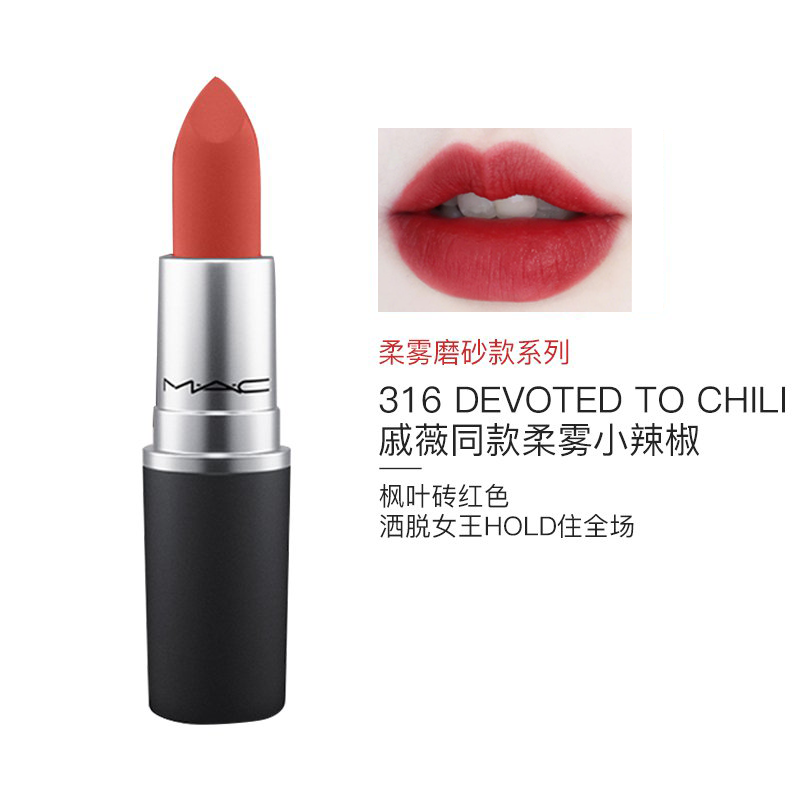 M·A·C
柔雾磨砂款系列
316 DEVOTED TO CHILI
戚薇同款柔雾小辣椒
枫叶砖红色
洒脱女王HOLD住全场